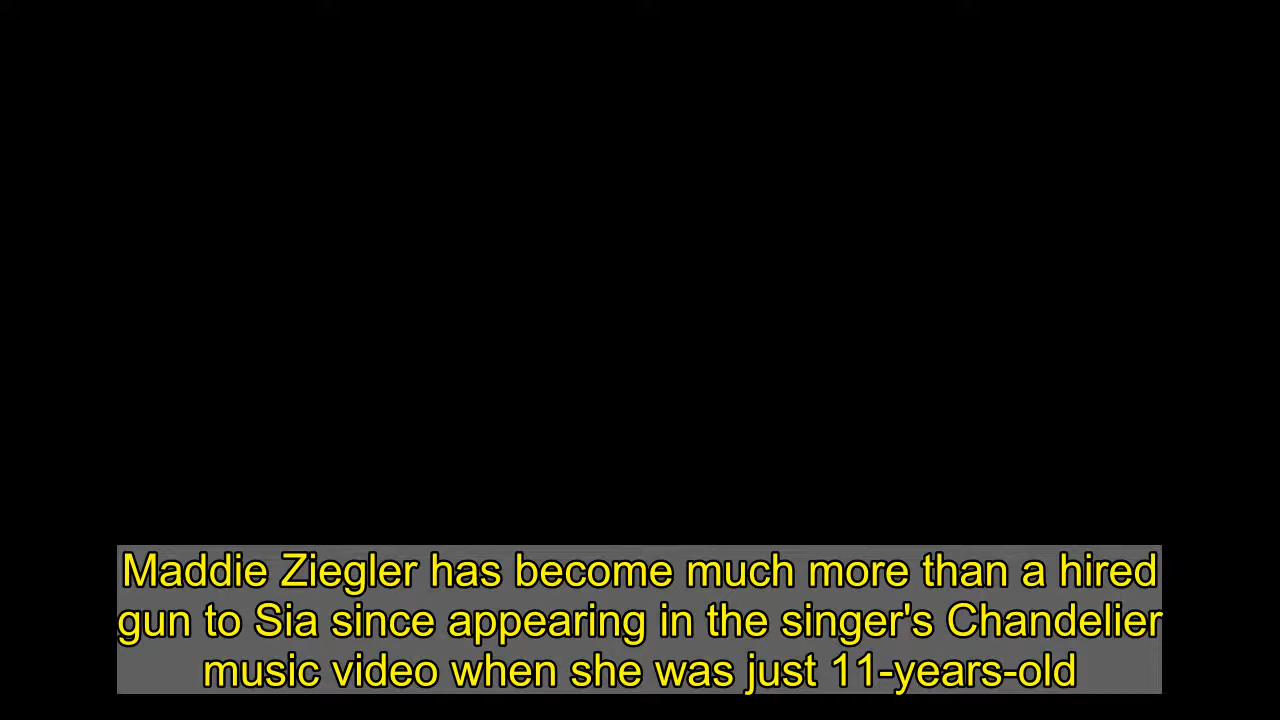 Maddie Ziegler has become much more than a hired
gun to Sia since appearing in the singer's Chandelier
music video when she was just 11-years-old